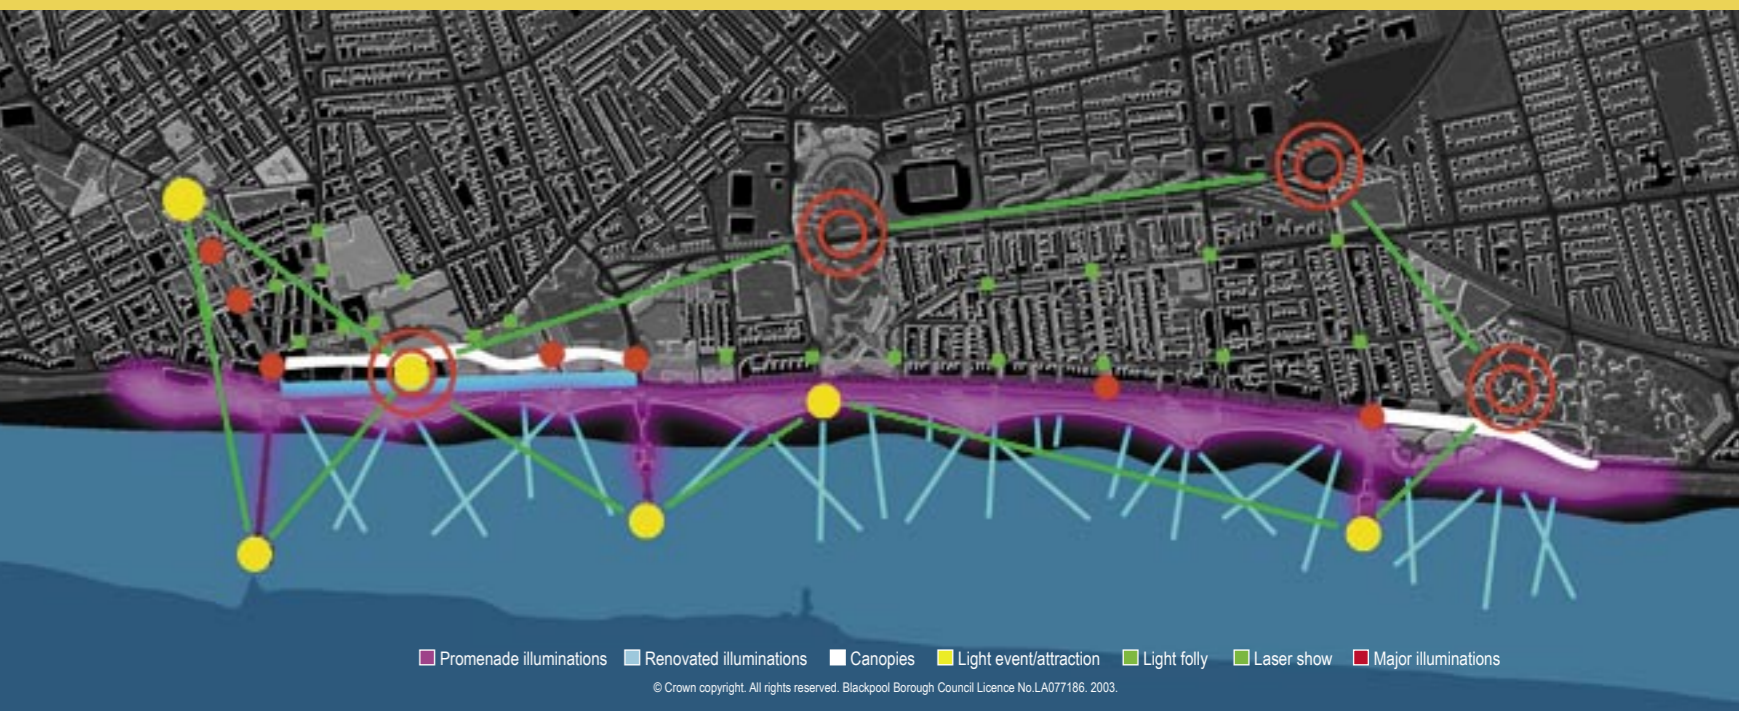 Promenade illuminations Renovated illuminations Canopies Light event/attraction Light folly Laser show Major illuminations
© Crown copyright. All rights reserved. Blackpool Borough Council Licence No.LA077186. 2003.